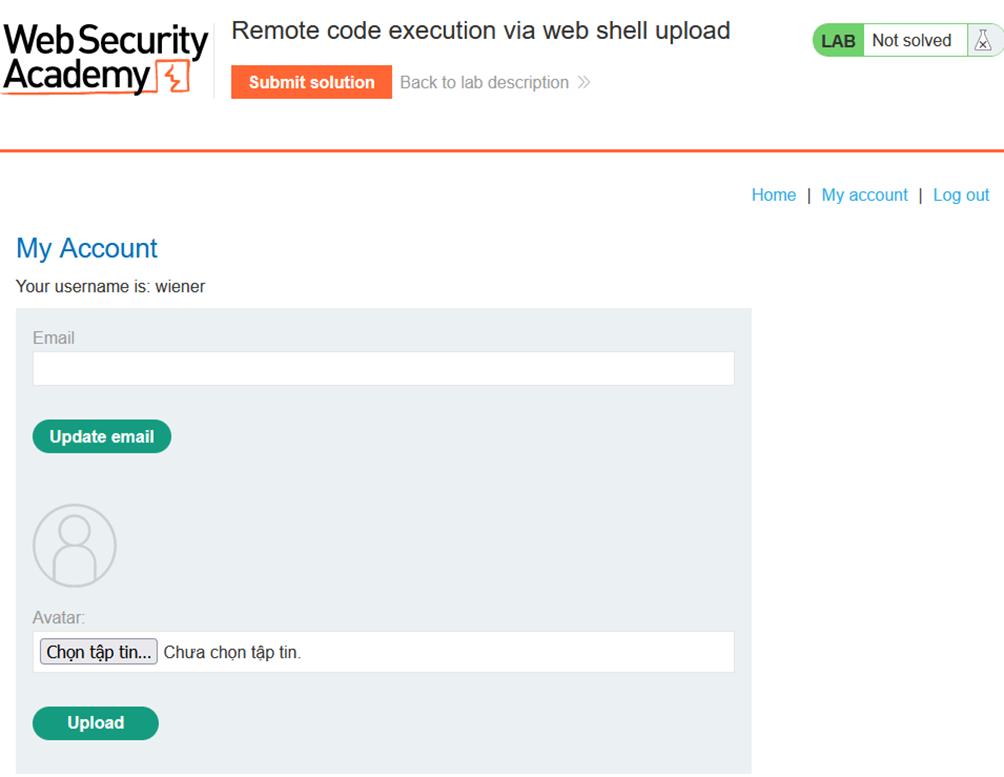 Web Security
Academy
Remote code execution via web shell upload
Submit solution
Back to lab description
LAB
Not solved
Home | My account | Log out
My Account
Your username is: wiener
Email
Update email
Avatar:
Chọn tập tin... Chưa chọn tập tin.
Upload